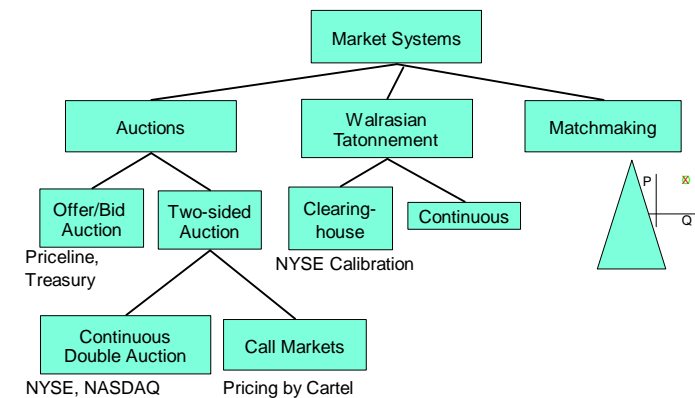 Market Systems
Auctions
Walrasian
Tatonnement
Matchmaking
P
X
Q
Offer/Bid
Auction
Two-sided
Auction
Clearing-
house
Continuous
Priceline,
Treasury
NYSE Calibration
Continuous
Double Auction
Call Markets
NYSE, NASDAQ
Pricing by Cartel